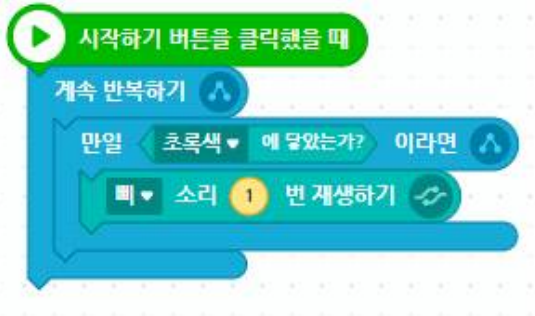 시작하기 버튼을 클릭했을 때
계속 반복하기
만일 초록색 에 닿았는가? 이라면
삐 소리 1 번 재생하기